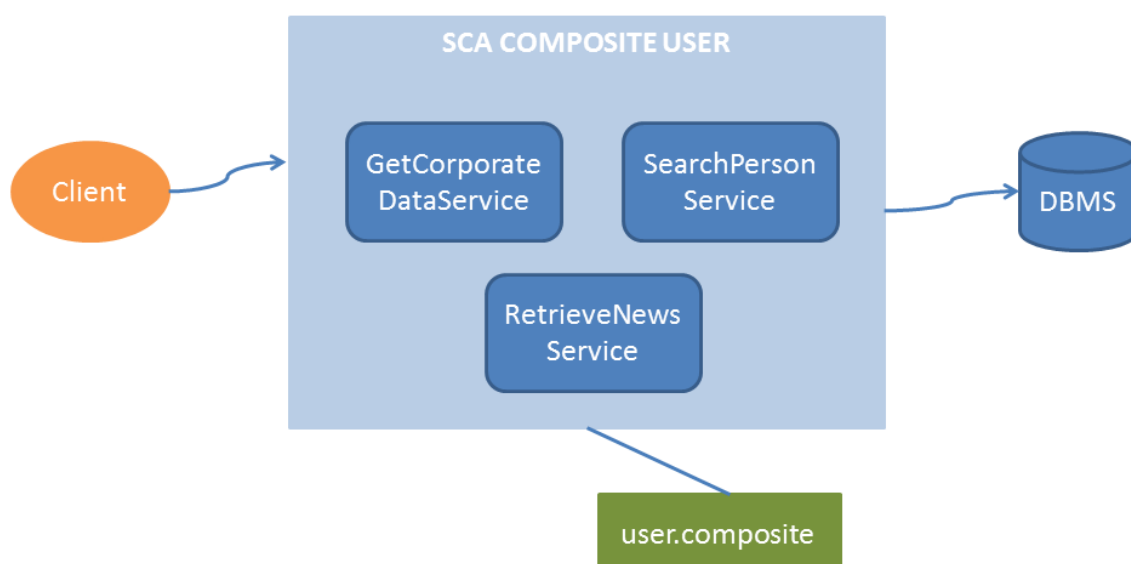 SCA COMPOSITE USER
Client
GetCorporate
DataService
SearchPerson
Service
DBMS
RetrieveNews
Service
user.composite